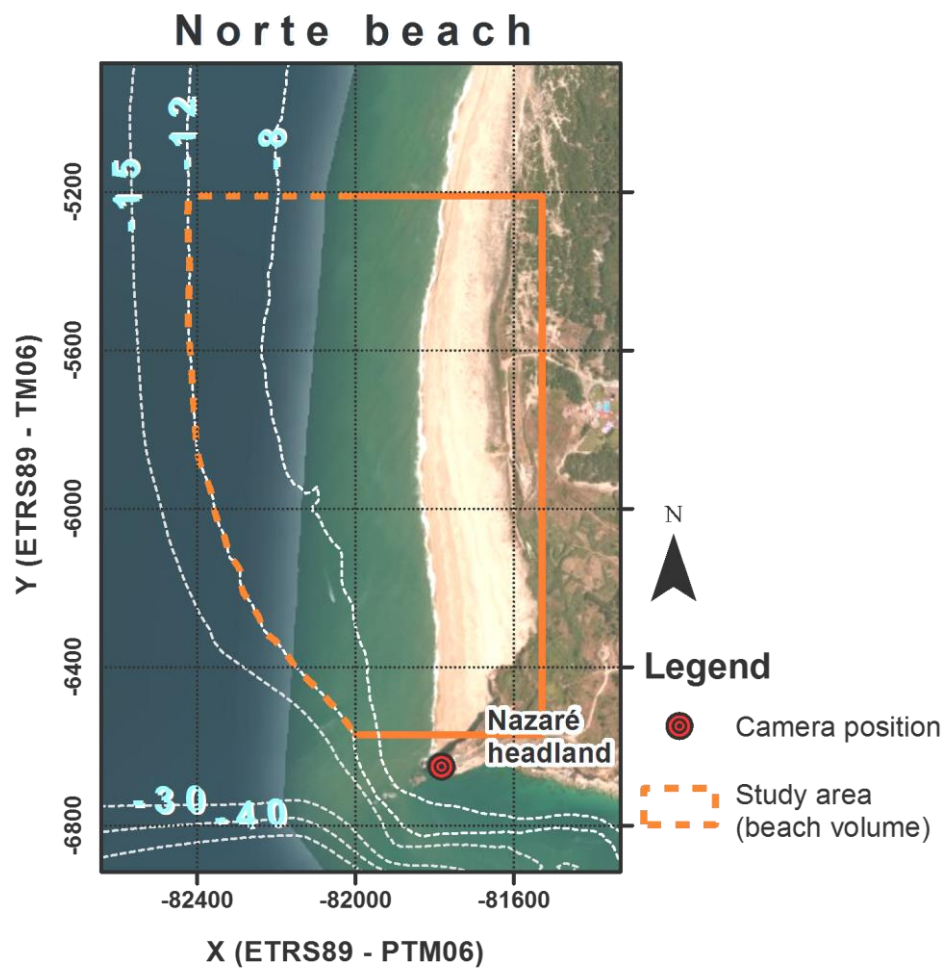 Norte beach
-15
-12
-8
-5200
-5600
-6000
-6400
-6800
Y (ETRS89 - TM06)
-30
-40
Nazaré
headland
-82400
-82000
-81600
X (ETRS89 - PTM06)
N
Legend
Camera position
Study area
(beach volume)